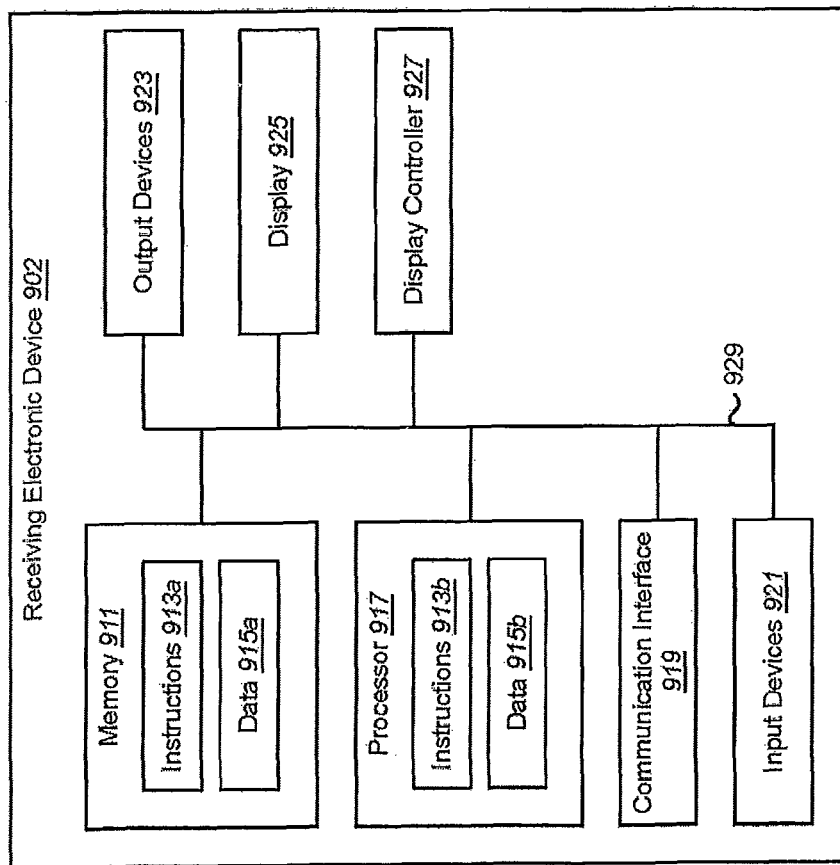 Receiving Electronic Device 902
Memory 911
Instructions 913a
Data 915a
Processor 917
Instructions 913b
Data 915b
Communication Interface
919
Input Devices 921
Output Devices 923
Display 925
Display Controller 927
929